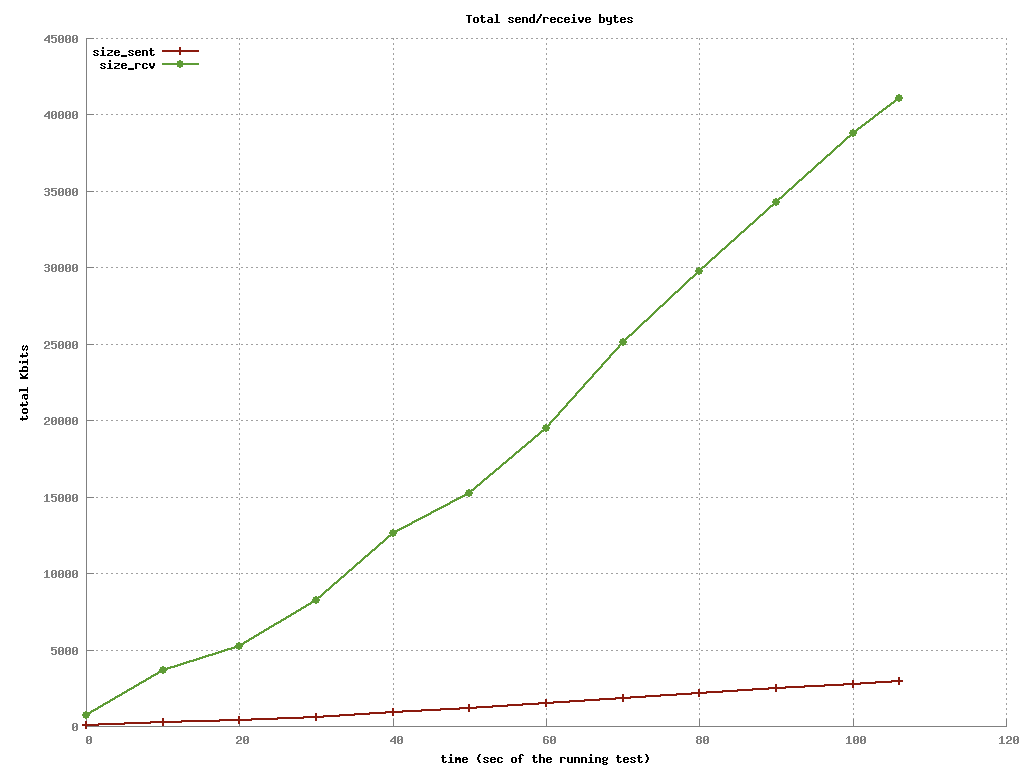 Total send/receive bytes
45000
size_sent
size_rcv
40000
35000
30000
25000
total Kbits
20000
15000
10000
5000
0
0 20 40 60 80 100 120
time (sec of the running test)